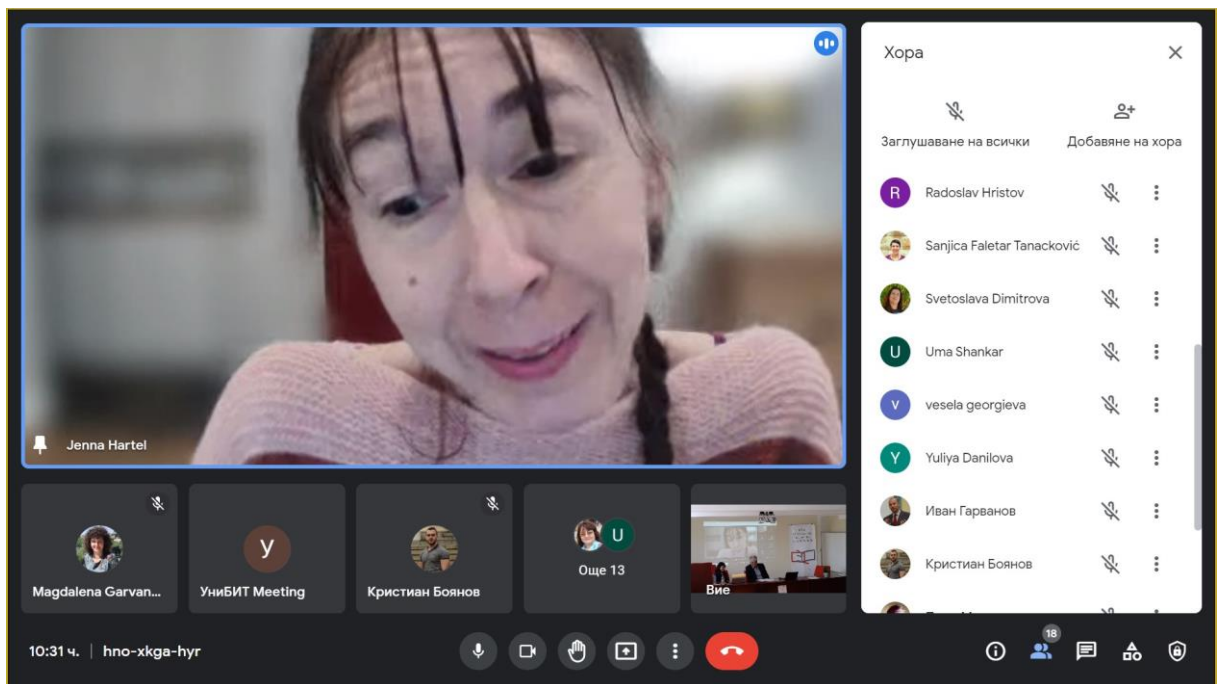 Jenna Hartel
Magdalena Garvan...
У
УниБИТ Meeting
Кристиан Боянов
U
Още 13
Вие
10:31 ч. | hno-xkga-hyr
18
Хора
Заглушаване на всички
Добавяне на хора
R
Radoslav Hristov
Sanjica Faletar Tanacković
Svetoslava Dimitrova
U
Uma Shankar
v
vesela georgieva
Y
Yuliya Danilova
Иван Гарванов
Кристиан Боянов